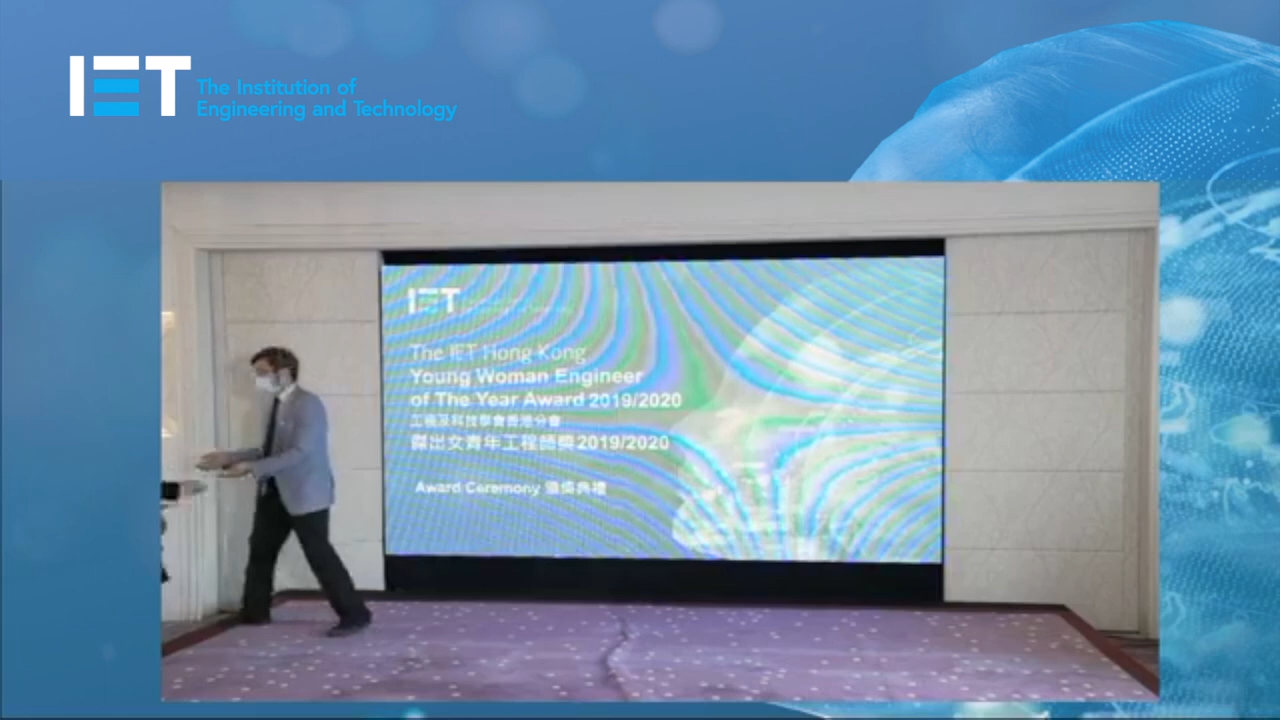 IET The Institution of
Engineering and Technology
IET
The IET Hong Kong
Young Woman Engineer
of The Year Award 2019/2020
工程及科技學會香港分會
傑出女青年工程師獎2019/2020
Award Ceremony 頒獎典禮